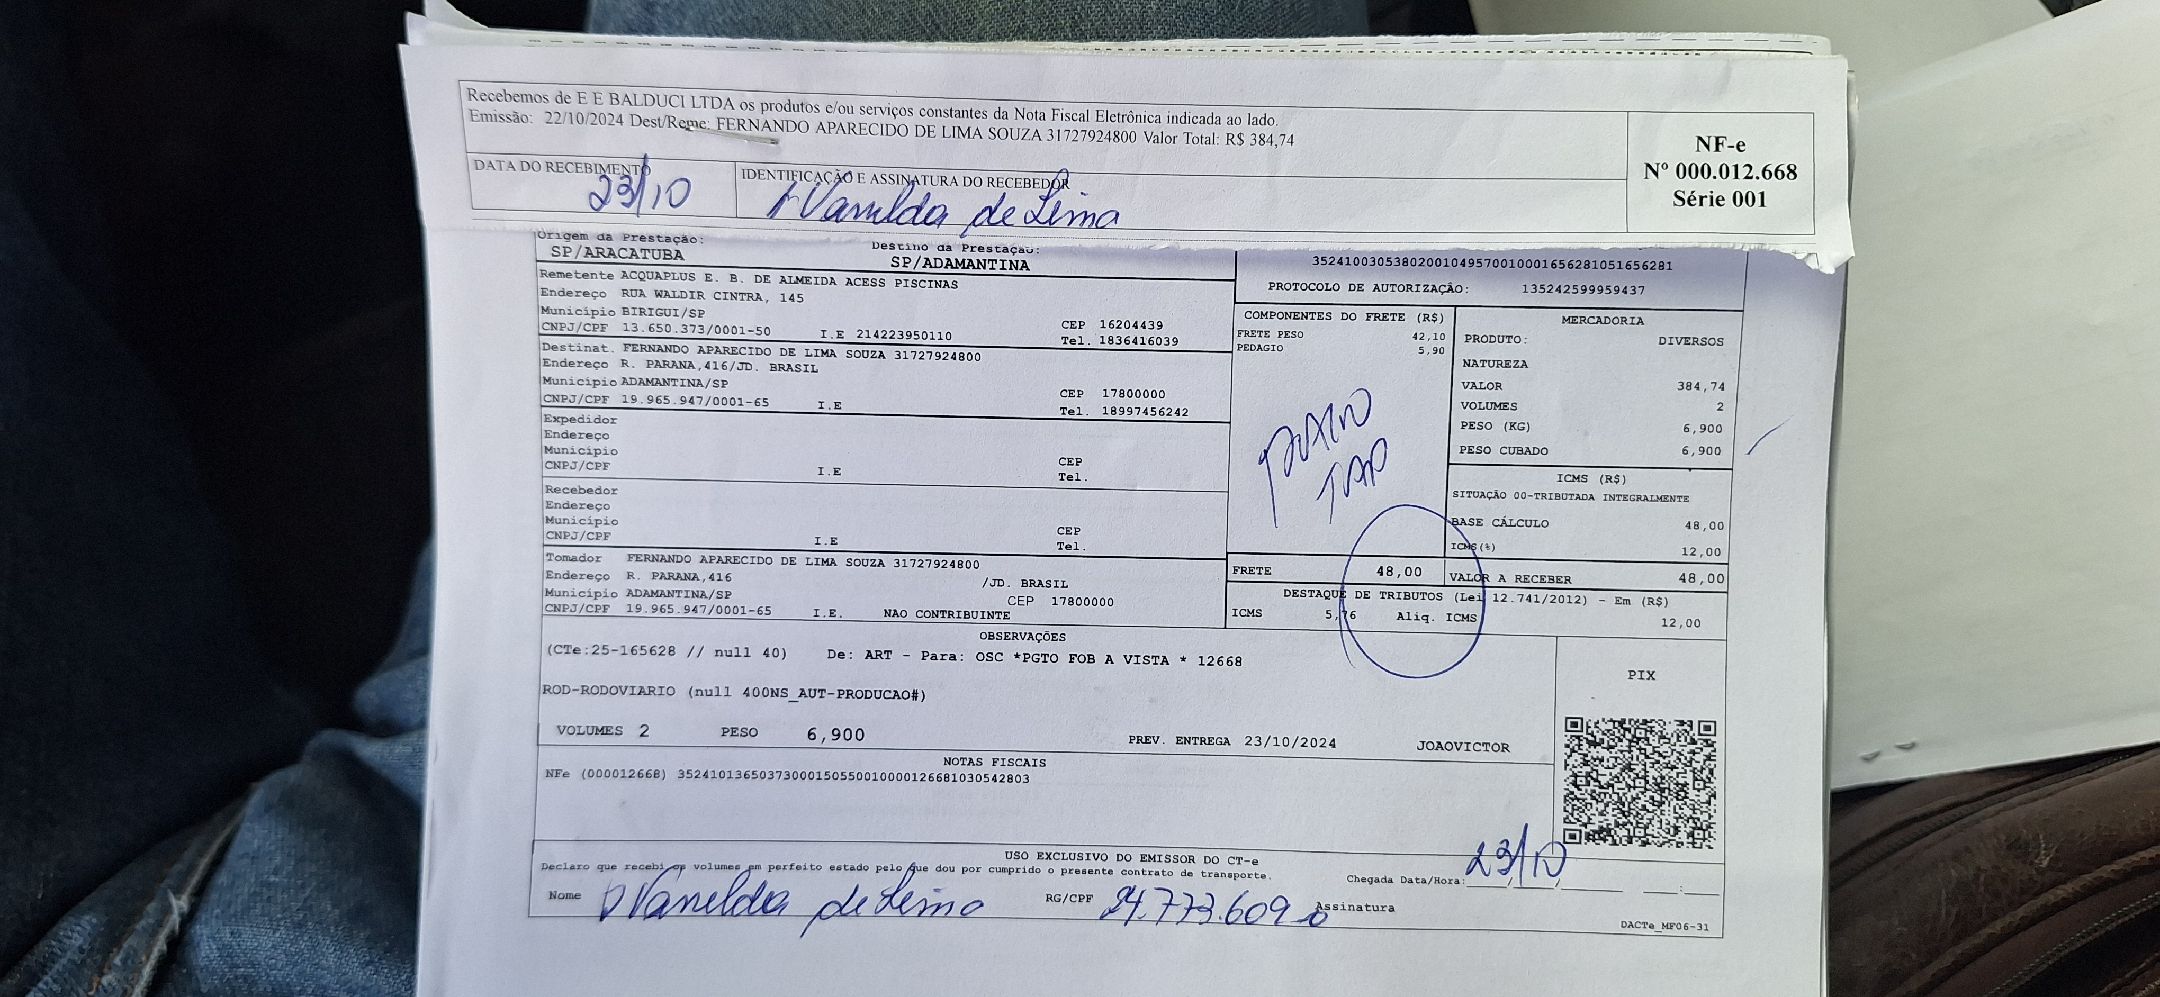 Recebemos de E E BALDUCI LTDA os produtos e/ou serviços constantes da Nota Fiscal Eletrônica indicada ao lado.
Emissão: 22/10/2024 Dest/Reme: FERNANDO APARECIDO DE LIMA SOUZA 31727924800 Valor Total: R$ 384,74
NF-e
Nº 000.012.668
Série 001
DATA DO RECEBIMENTO
23/10
IDENTIFICAÇÃO E ASSINATURA DO RECEBEDOR
Vanilda de Lima
Origem da Prestação:
SP/ARACATUBA
Destino da Prestação:
SP/ADAMANTINA
35241003053802001049570010001656281051656281
PROTOCOLO DE AUTORIZAÇÃO: 135242599959437
Remetente ACQUAPLUS E. B. DE ALMEIDA ACESS PISCINAS
Endereço RUA WALDIR CINTRA, 145
Município BIRIGUI/SP CEP 16204439
CNPJ/CPF 13.650.373/0001-50 I.E 214223950110 Tel. 1836416039
Destinat. FERNANDO APARECIDO DE LIMA SOUZA 31727924800
Endereço R. PARANA,416/JD. BRASIL
Município ADAMANTINA/SP CEP 17800000
CNPJ/CPF 19.965.947/0001-65 I.E Tel. 18997456242
Expedidor
Endereço
Município CEP
CNPJ/CPF I.E Tel.
Recebedor
Endereço
Município CEP
CNPJ/CPF I.E Tel.
Tomador FERNANDO APARECIDO DE LIMA SOUZA 31727924800
Endereço R. PARANA,416 /JD. BRASIL
Município ADAMANTINA/SP CEP 17800000
CNPJ/CPF 19.965.947/0001-65 I.E. NAO CONTRIBUINTE
COMPONENTES DO FRETE (R$)
FRETE PESO 42,10
PEDAGIO 5,90
FRETE 48,00
MERCADORIA
PRODUTO: DIVERSOS
NATUREZA
VALOR 384,74
VOLUMES 2
PESO (KG) 6,900
PESO CUBADO 6,900
ICMS (R$)
SITUAÇÃO 00-TRIBUTADA INTEGRALMENTE
BASE CÁLCULO 48,00
ICMS(%) 12,00
VALOR A RECEBER 48,00
DESTAQUE DE TRIBUTOS (Lei 12.741/2012) - Em (R$)
ICMS 5,76 Aliq. ICMS 12,00
OBSERVAÇÕES
(CTe:25-165628 // null 40) De: ART - Para: OSC *PGTO FOB A VISTA * 12668
ROD-RODOVIARIO (null 400NS_AUT-PRODUCAO#)
VOLUMES 2 PESO 6,900
PREV. ENTREGA 23/10/2024 JOAOVICTOR
PIX
NOTAS FISCAIS
NFe (000012668) 35241013650373000150550010000126681030542803
USO EXCLUSIVO DO EMISSOR DO CT-e
Declaro que recebi os volumes em perfeito estado pelo que dou por cumprido o presente contrato de transporte.
Chegada Data/Hora: 23/10
Nome Vanilda de Lima RG/CPF 24.773.609 Assinatura
DACTe_MF06-31